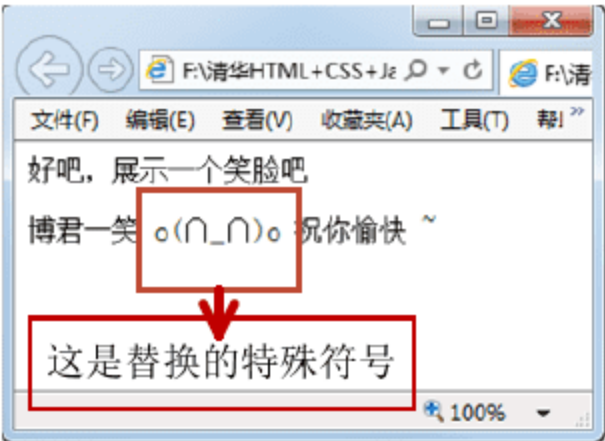 F:\清华HTML+CSS+Ja
F:\清
文件(F) 编辑(E) 查看(V) 收藏夹(A) 工具(T) 帮! »
好吧，展示一个笑脸吧
博君一笑 o(∩_∩)o 祝你愉快 ~
这是替换的特殊符号
100%